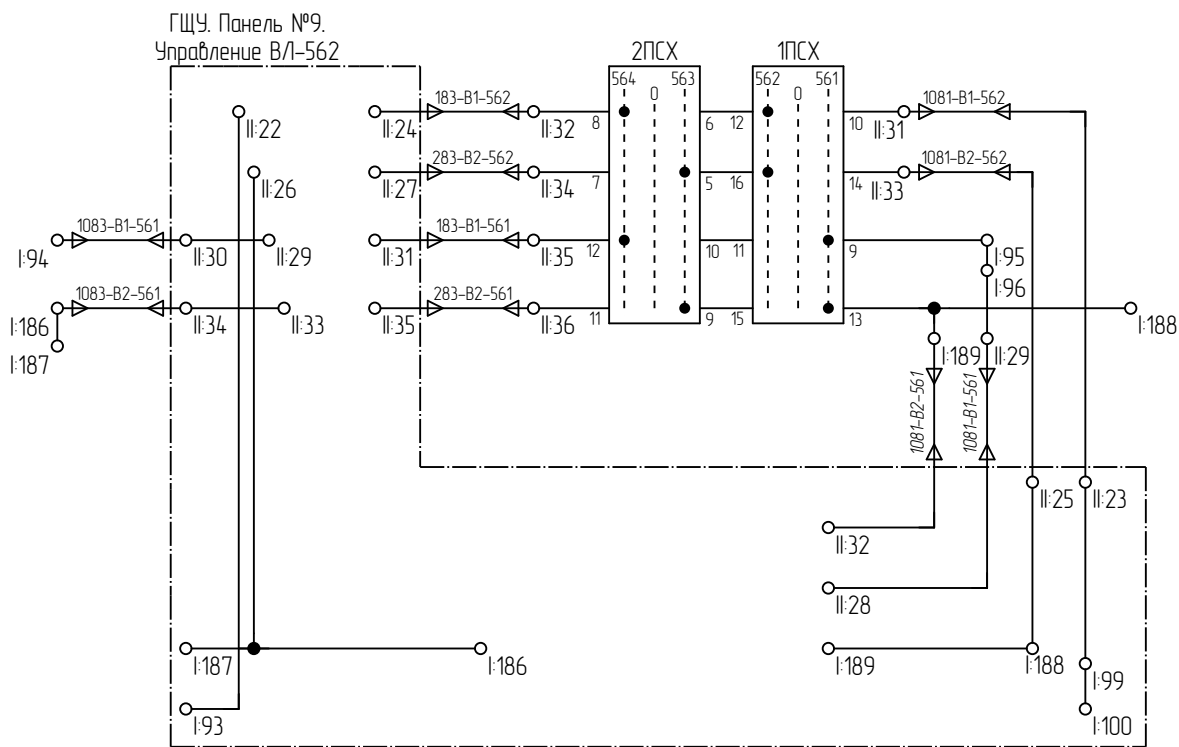 ГЩУ. Панель №9.
Управление ВЛ-562
2ПСХ
1ПСХ
564
0
563
562
0
561
183-В1-562
1081-В1-562
II:22
II:24
II:32
8
6
12
10
II:31
283-В2-562
1081-В2-562
II:26
II:27
II:34
7
5
16
14
II:33
1083-В1-561
183-В1-561
I:94
II:30
II:29
II:31
II:35
12
10
11
9
I:95
I:96
1083-В2-561
283-В2-561
I:186
II:34
II:33
II:35
II:36
11
9
15
13
I:188
I:187
I:189
II:29
1081-В2-561
1081-В1-561
II:25
II:23
II:32
II:28
I:187
I:186
I:189
I:188
I:99
I:93
I:100